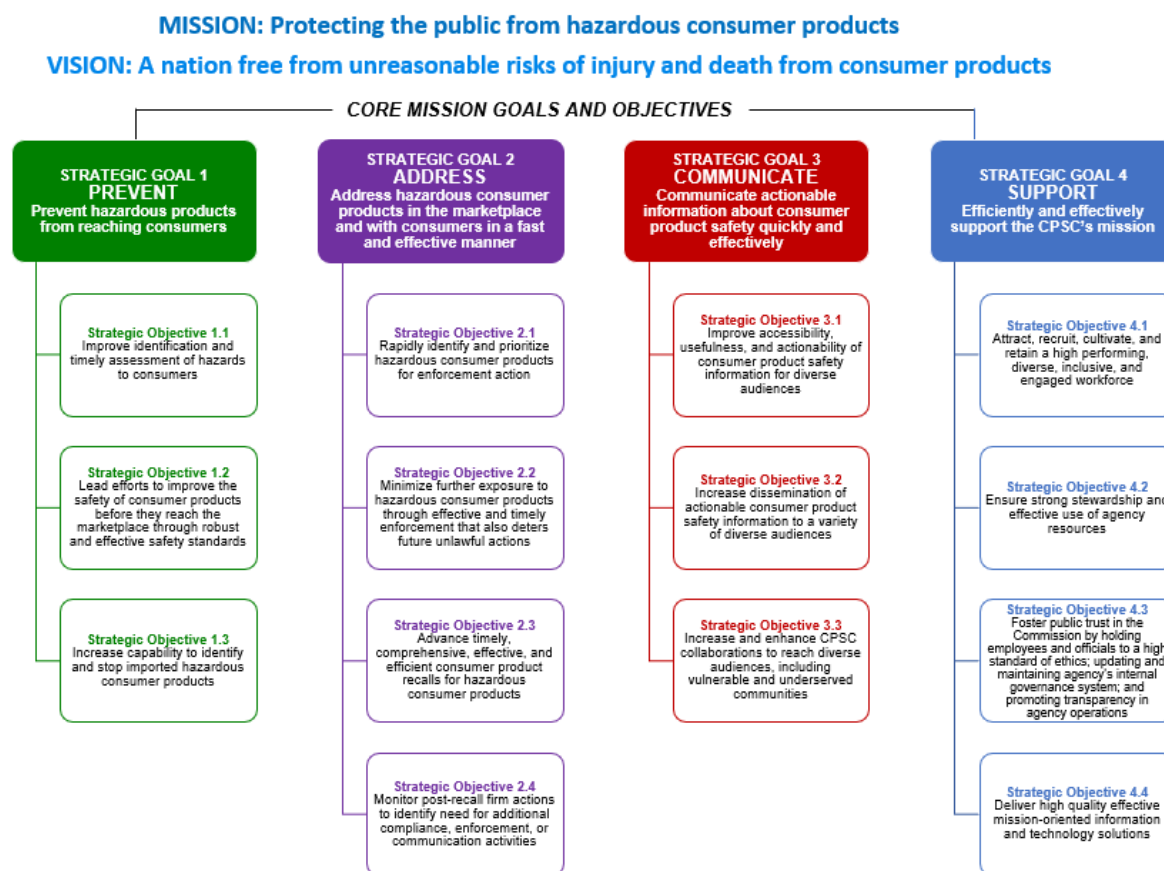 MISSION: Protecting the public from hazardous consumer products
VISION: A nation free from unreasonable risks of injury and death from consumer products
CORE MISSION GOALS AND OBJECTIVES
STRATEGIC GOAL 1
PREVENT
Prevent hazardous products
from reaching consumers
Strategic Objective 1.1
Improve identification and
timely assessment of hazards
to consumers
Strategic Objective 1.2
Lead efforts to improve the
safety of consumer products
before they reach the
marketplace through robust
and effective safety standards
Strategic Objective 1.3
Increase capability to identify
and stop imported hazardous
consumer products
STRATEGIC GOAL 2
ADDRESS
Address hazardous consumer
products in the marketplace
and with consumers in a fast
and effective manner
Strategic Objective 2.1
Rapidly identify and prioritize
hazardous consumer products
for enforcement action
Strategic Objective 2.2
Minimize further exposure to
hazardous consumer products
through effective and timely
enforcement that also deters
future unlawful actions
Strategic Objective 2.3
Advance timely,
comprehensive, effective, and
efficient consumer product
recalls for hazardous
consumer products
Strategic Objective 2.4
Monitor post-recall firm actions
to identify need for additional
compliance, enforcement, or
communication activities
STRATEGIC GOAL 3
COMMUNICATE
Communicate actionable
information about consumer
product safety quickly and
effectively
Strategic Objective 3.1
Improve accessibility,
usefulness, and actionability of
consumer product safety
information for diverse
audiences
Strategic Objective 3.2
Increase dissemination of
actionable consumer product
safety information to a variety
of diverse audiences
Strategic Objective 3.3
Increase and enhance CPSC
collaborations to reach diverse
audiences, including
vulnerable and underserved
communities
STRATEGIC GOAL 4
SUPPORT
Efficiently and effectively
support the CPSC's mission
Strategic Objective 4.1
Attract, recruit, cultivate, and
retain a high performing,
diverse, inclusive, and
engaged workforce
Strategic Objective 4.2
Ensure strong stewardship and
effective use of agency
resources
Strategic Objective 4.3
Foster public trust in the
Commission by holding
employees and officials to a high
standard of ethics; updating and
maintaining agency's internal
governance system; and
promoting transparency in
agency operations
Strategic Objective 4.4
Deliver high quality effective
mission-oriented information
and technology solutions